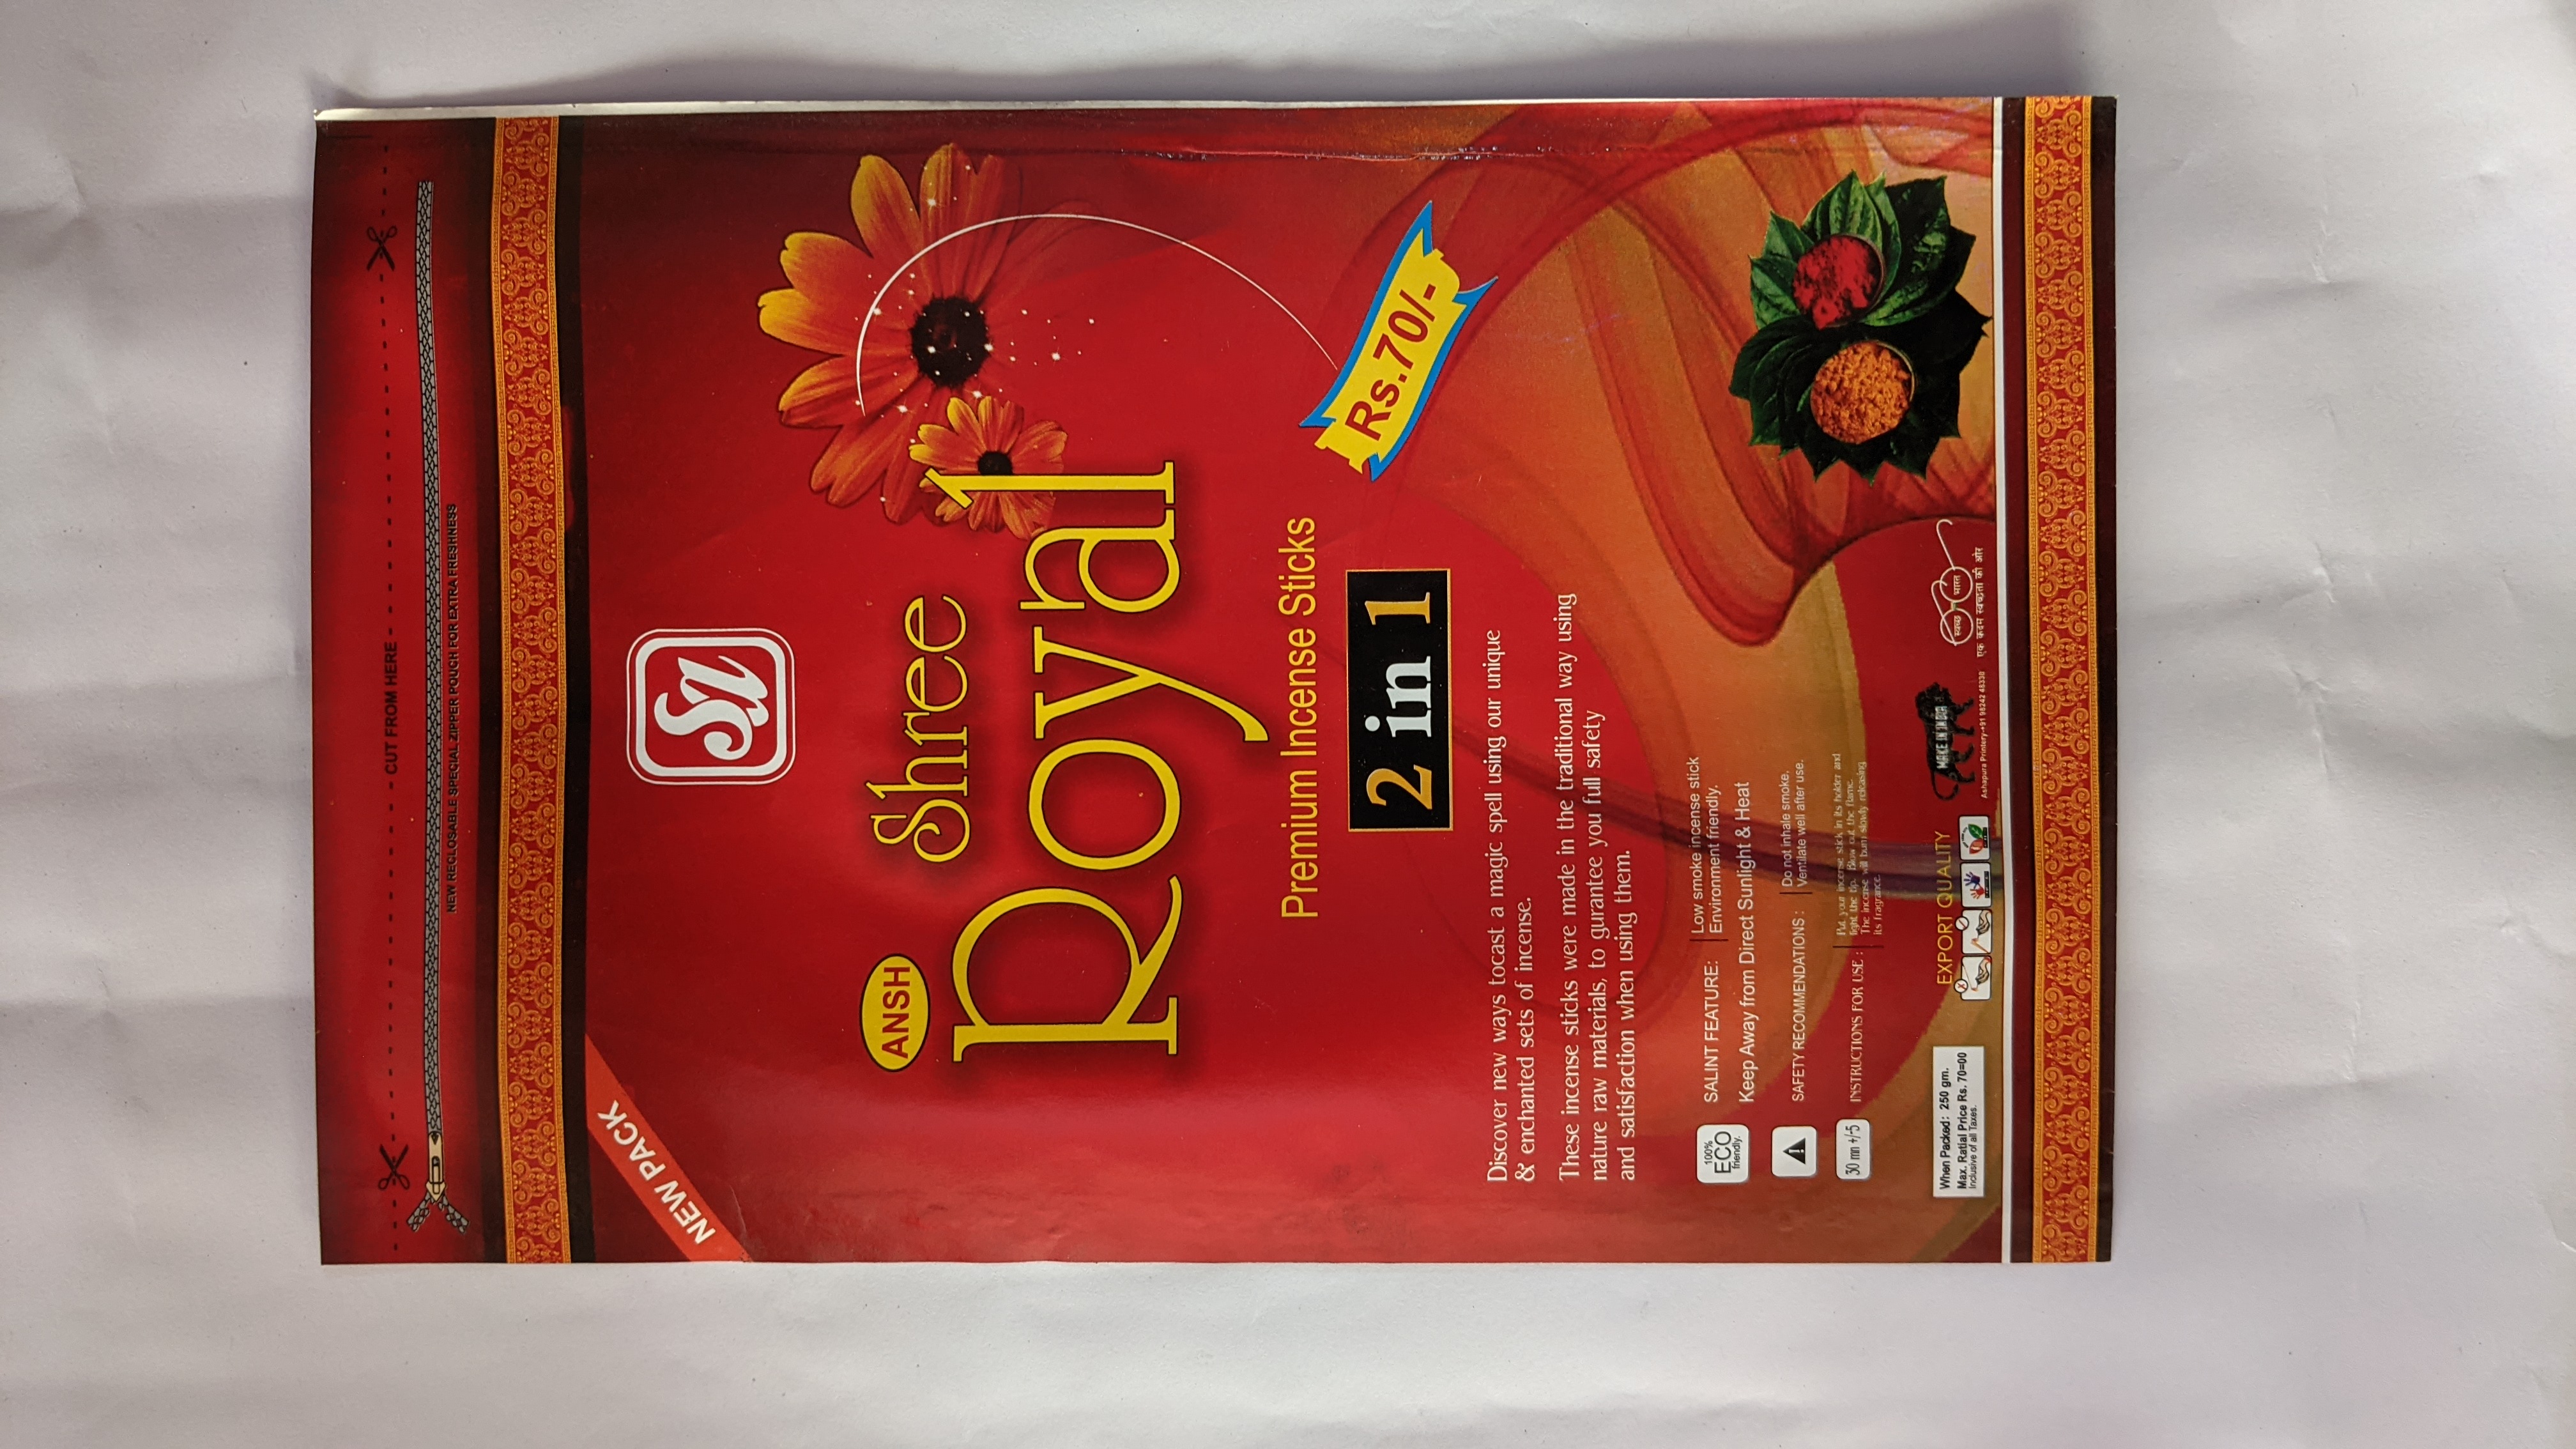 CUT FROM HERE
NEW RECLOSABLE SPECIAL ZIPPER POUCH FOR EXTRA FRESHNESS
NEW PACK
Sa
ANSH
Shree
Royal
Premium Incense Sticks
2 in 1
Rs.70/-
Discover new ways tocast a magic spell using our unique
& enchanted sets of incense.
These incense sticks were made in the traditional way using
nature raw materials, to gurantee you full safety
and satisfaction when using them.
100%
ECO
friendly.
SALINT FEATURE:
Low smoke incense stick
Environment friendly.
Keep Away from Direct Sunlight & Heat
SAFETY RECOMMENDATIONS :
Do not inhale smoke.
Ventilate well after use.
30 mn +/-5
INSTRUCTIONS FOR USE :
Put your incense stick in its holder and
light the tip. Blow out the flame.
The incense will burn slowly releasing
its fragrance.
When Packed: 250 gm.
Max. Ratial Price Rs. 70=00
Inclusive of all Taxes.
EXPORT QUALITY
MAKE IN INDIA
Ashapura Printery-+91 98242 48330
स्वच्छ भारत
एक कदम स्वच्छता की ओर